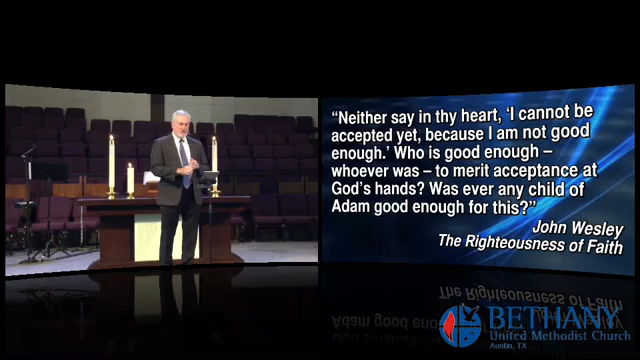 “Neither say in thy heart, ‘I cannot be
accepted yet, because I am not good
enough.’ Who is good enough –
whoever was – to merit acceptance at
God’s hands? Was ever any child of
Adam good enough for this?”
John Wesley
The Righteousness of Faith
BETHANY
United Methodist Church
Austin, TX